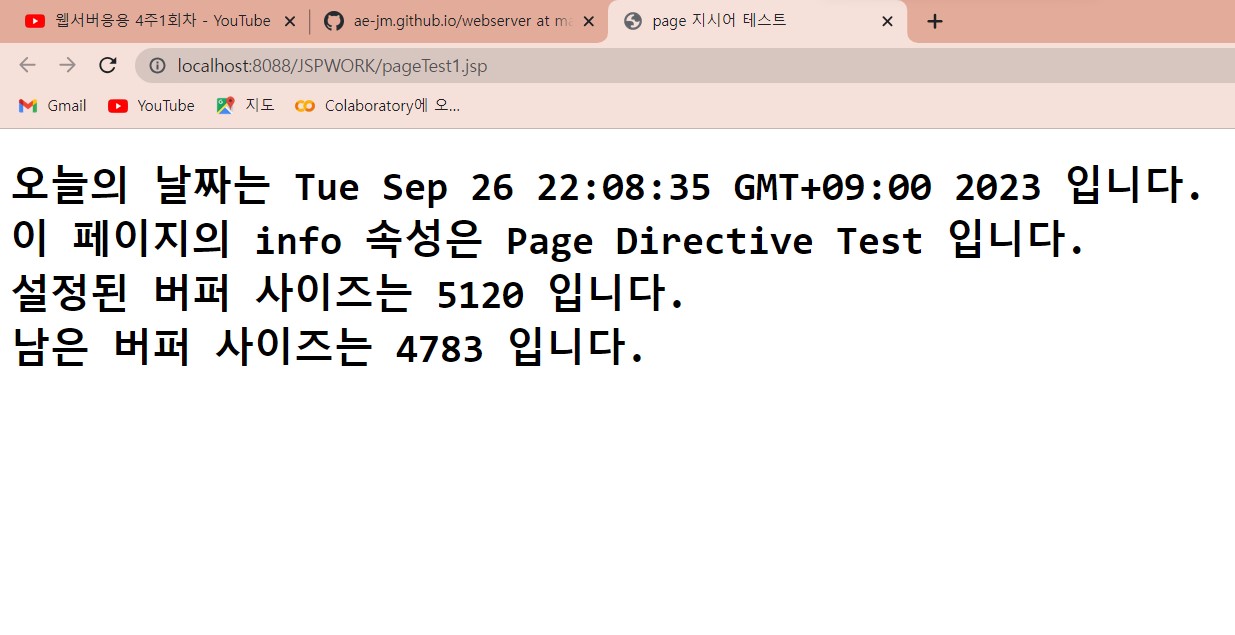 웹서버응용 4주1회차 - YouTube
ae-jm.github.io/webserver at ma
page 지시어 테스트
localhost:8088/JSPWORK/pageTest1.jsp
Gmail
YouTube
지도
Colaboratory에 오...
오늘의 날짜는 Tue Sep 26 22:08:35 GMT+09:00 2023 입니다.
이 페이지의 info 속성은 Page Directive Test 입니다.
설정된 버퍼 사이즈는 5120 입니다.
남은 버퍼 사이즈는 4783 입니다.